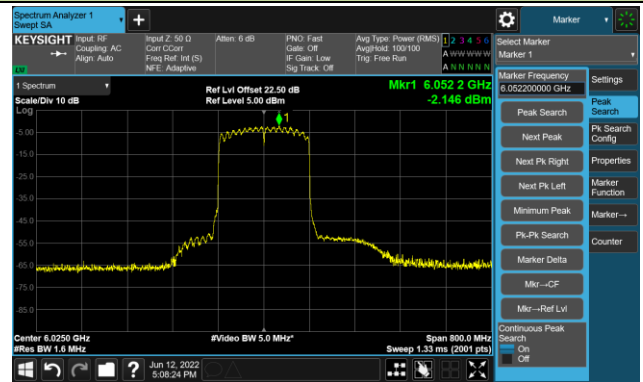 Spectrum Analyzer 1
Swept SA
+
Marker
KEYSIGHT
Input: RF
Coupling: AC
Align: Auto
Input Z: 50 Ω
Corr CCorr
Freq Ref: Int (S)
NFE: Adaptive
Atten: 6 dB
PNO: Fast
Gate: Off
IF Gain: Low
Sig Track: Off
Avg Type: Power (RMS)
Avg|Hold: 100/100
Trig: Free Run
1 2 3 4 5 6
A W W W W W
A N N N N N
LW
1 Spectrum
Scale/Div 10 dB
Ref Lvl Offset 22.50 dB
Ref Level 5.00 dBm
Mkr1 6.052 2 GHz
-2.146 dBm
Log
1
-5.00
-15.0
-25.0
-35.0
-45.0
-55.0
-65.0
-75.0
-85.0
Center 6.0250 GHz
#Res BW 1.6 MHz
#Video BW 5.0 MHz*
Span 800.0 MHz
Sweep 1.33 ms (2001 pts)
Select Marker
Marker 1
Marker Frequency
6.052200000 GHz
Peak Search
Next Peak
Next Pk Right
Next Pk Left
Minimum Peak
Pk-Pk Search
Marker Delta
Mkr→CF
Mkr→Ref Lvl
Continuous Peak
Search
On
Off
Settings
Peak
Search
Pk Search
Config
Properties
Marker
Function
Marker→
Counter
?
Jun 12, 2022
5:08:24 PM